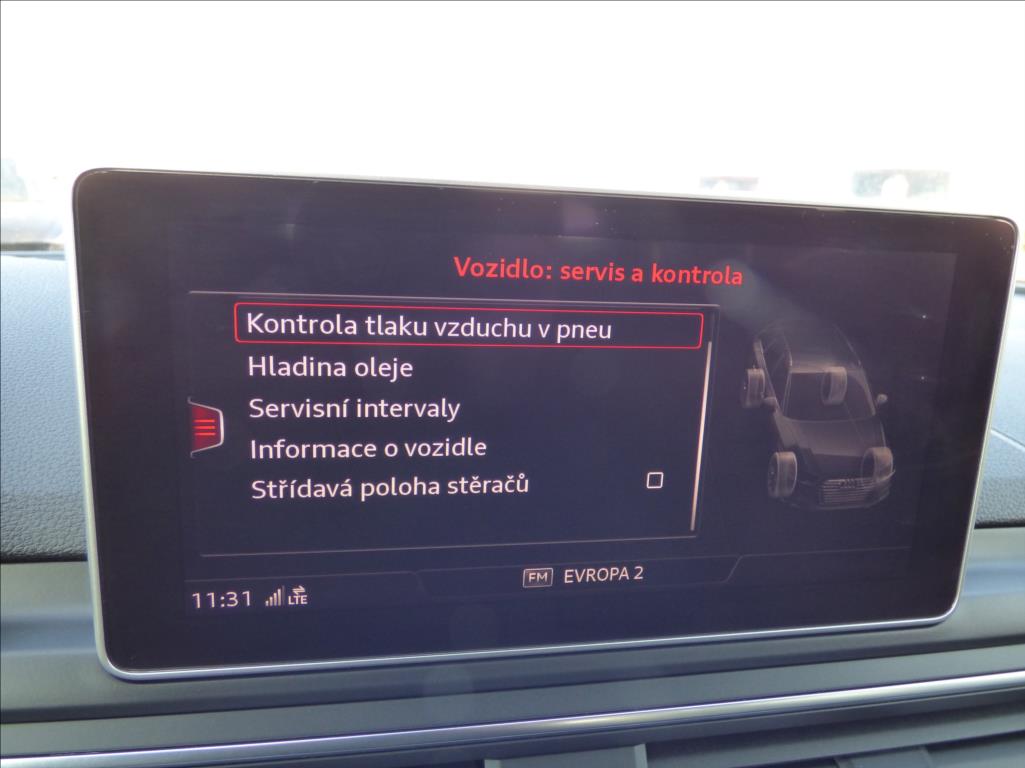 Vozidlo: servis a kontrola
Kontrola tlaku vzduchu v pneu
Hladina oleje
Servisní intervaly
Informace o vozidle
Střídavá poloha stěračů
FM EVROPA 2
11:31 LTE